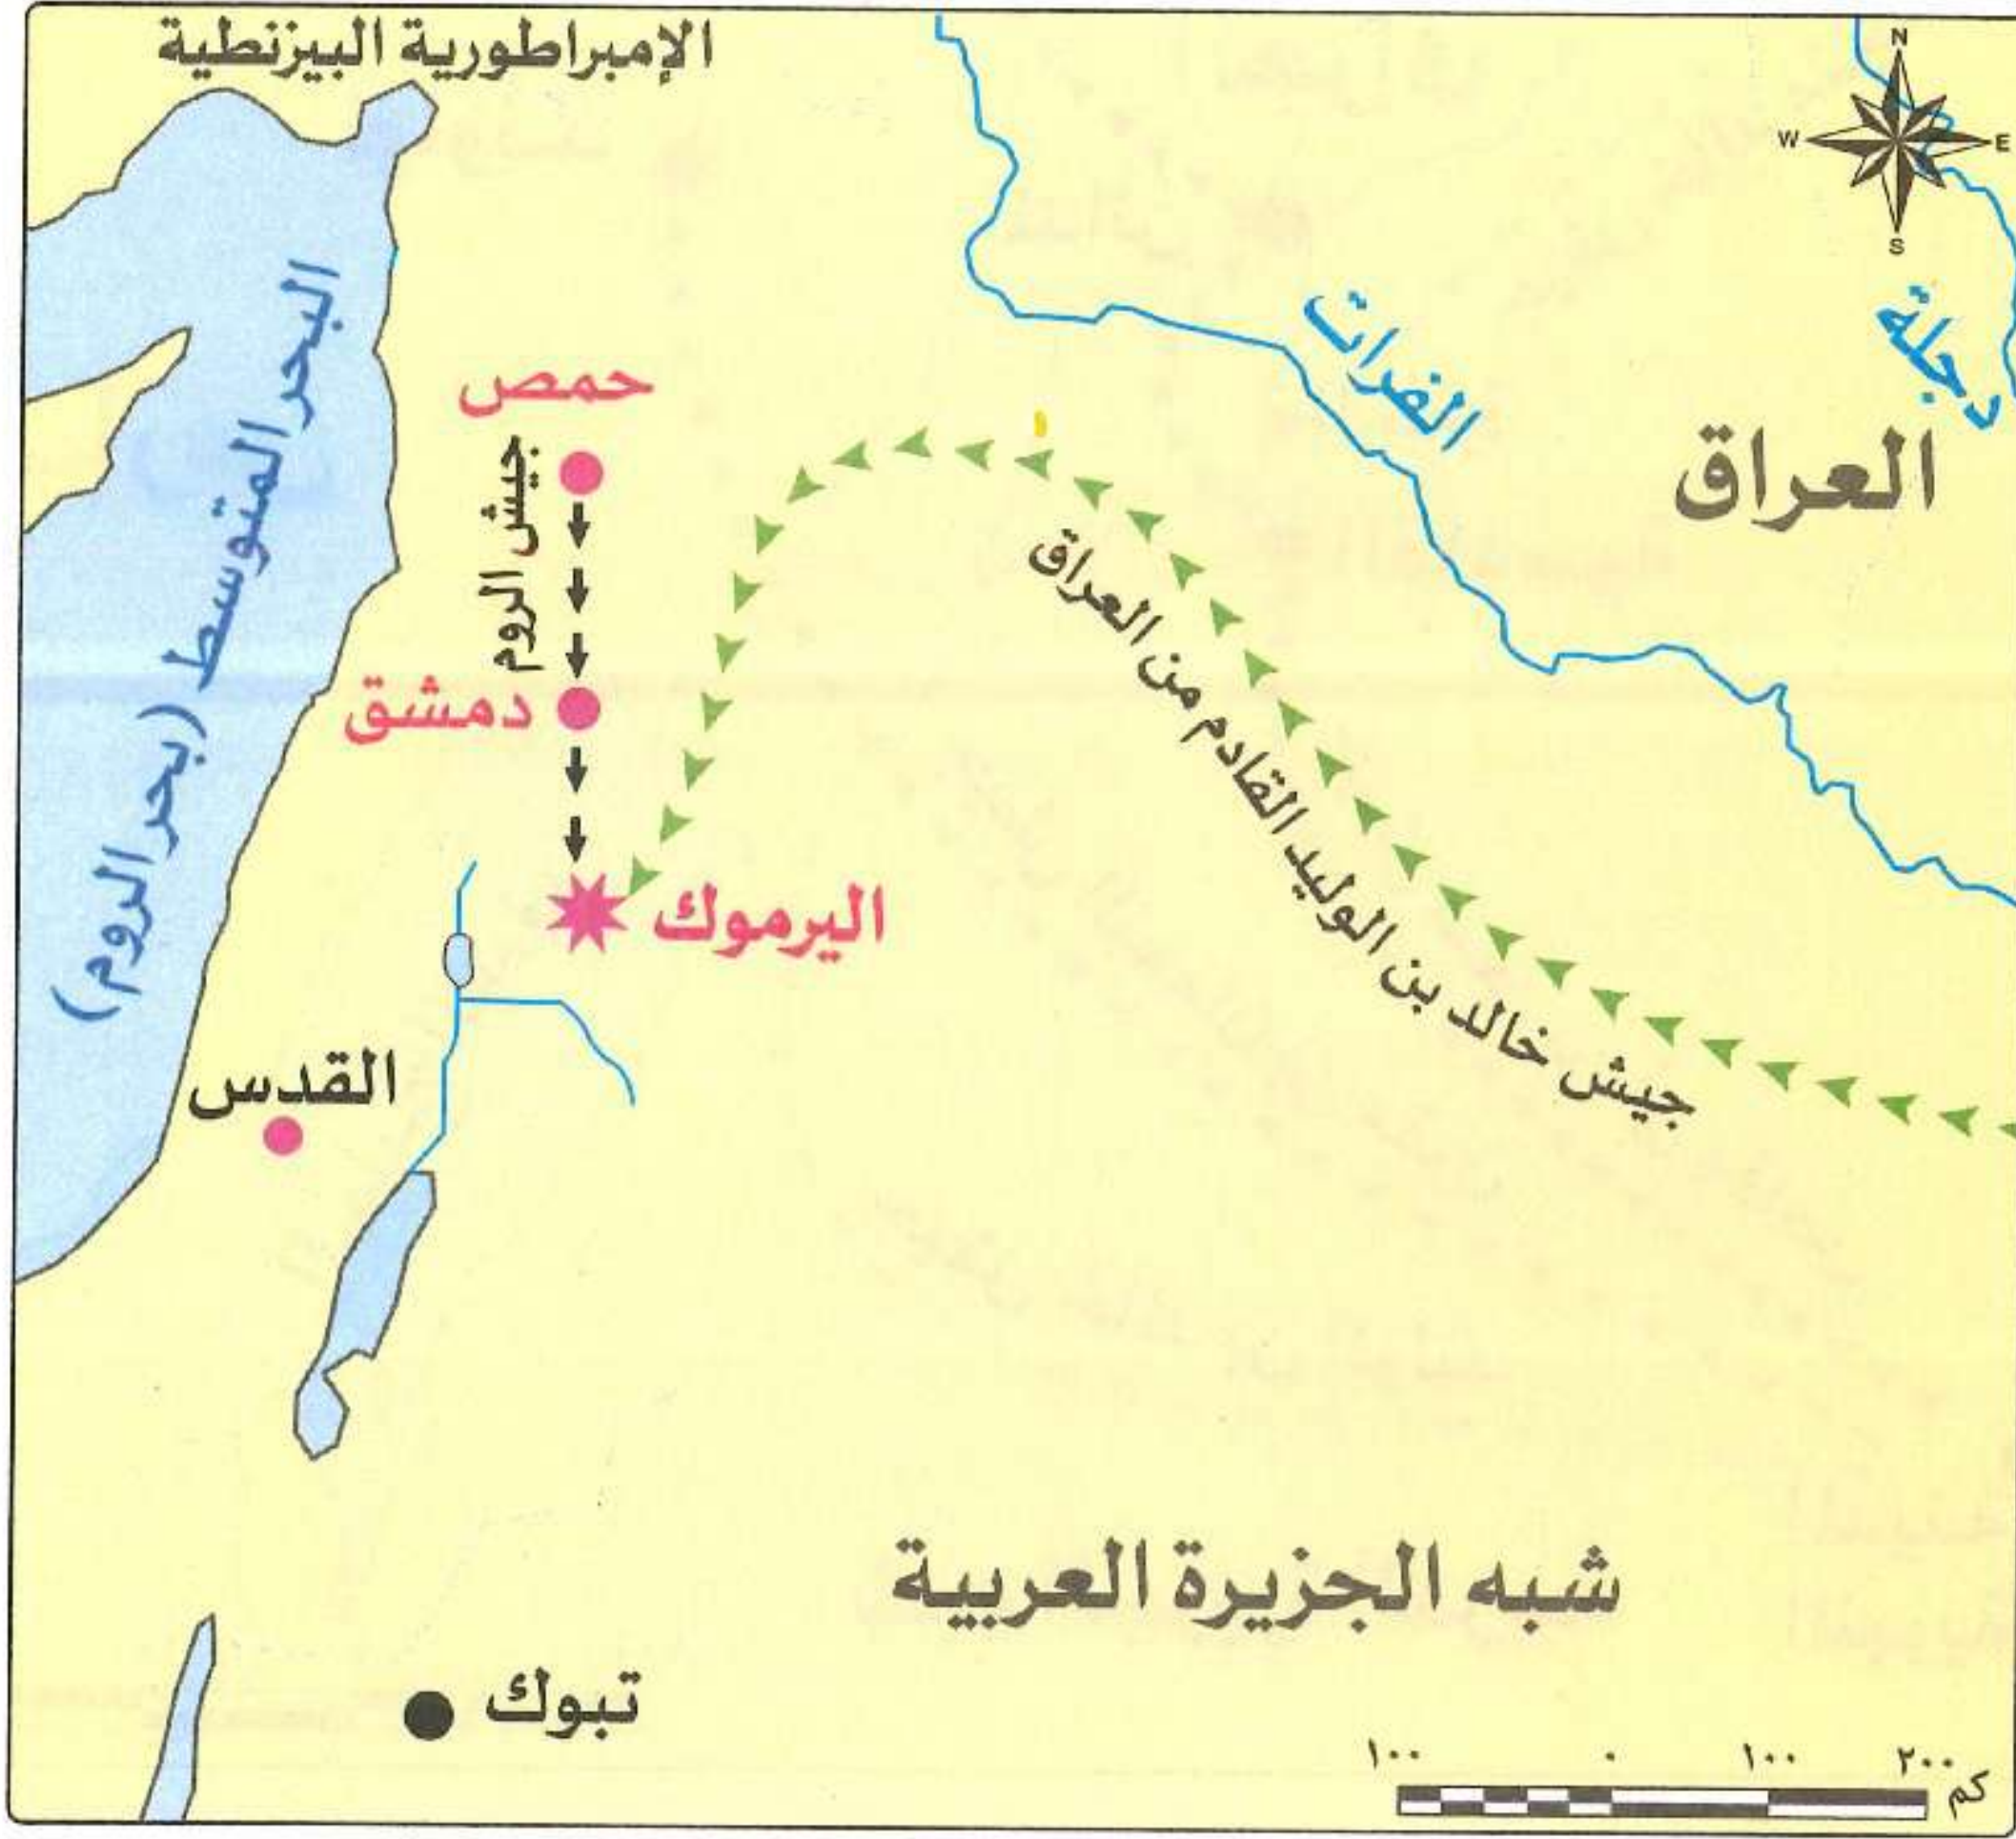 الإمبراطورية البيزنطية
N
W
E
S
دجلة
الفرات
العراق
البحر المتوسط (بحر الروم)
حمص
جيش الروم
دمشق
جيش خالد بن الوليد القادم من العراق
اليرموك
القدس
شبه الجزيرة العربية
تبوك
١٠٠ ٠ ١٠٠ ٢٠٠
كم